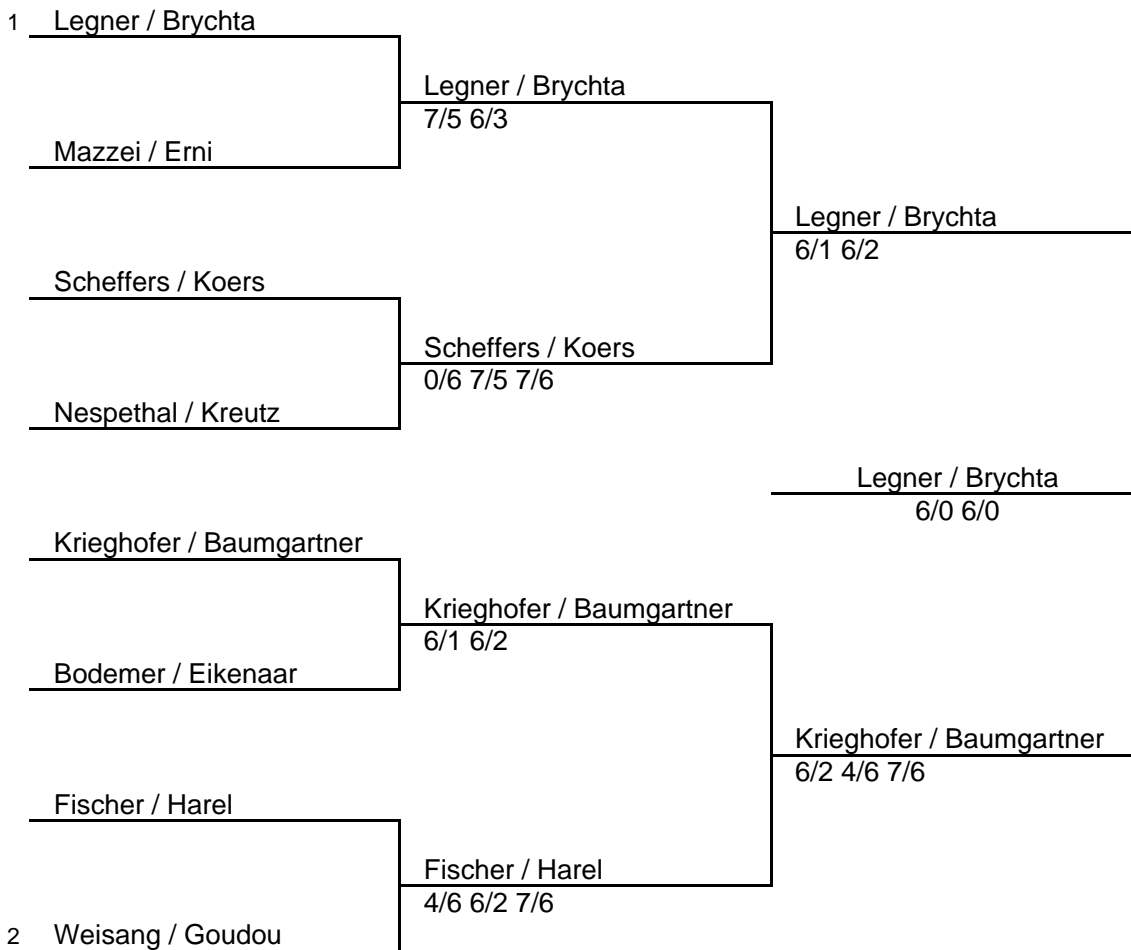 1 Legner / Brychta
Legner / Brychta
7/5 6/3
Mazzei / Erni
Legner / Brychta
6/1 6/2
Scheffers / Koers
Scheffers / Koers
0/6 7/5 7/6
Nespethal / Kreutz
Legner / Brychta
6/0 6/0
Krieghofer / Baumgartner
Krieghofer / Baumgartner
6/1 6/2
Bodemer / Eikenaar
Krieghofer / Baumgartner
6/2 4/6 7/6
Fischer / Harel
Fischer / Harel
4/6 6/2 7/6
2 Weisang / Goudou